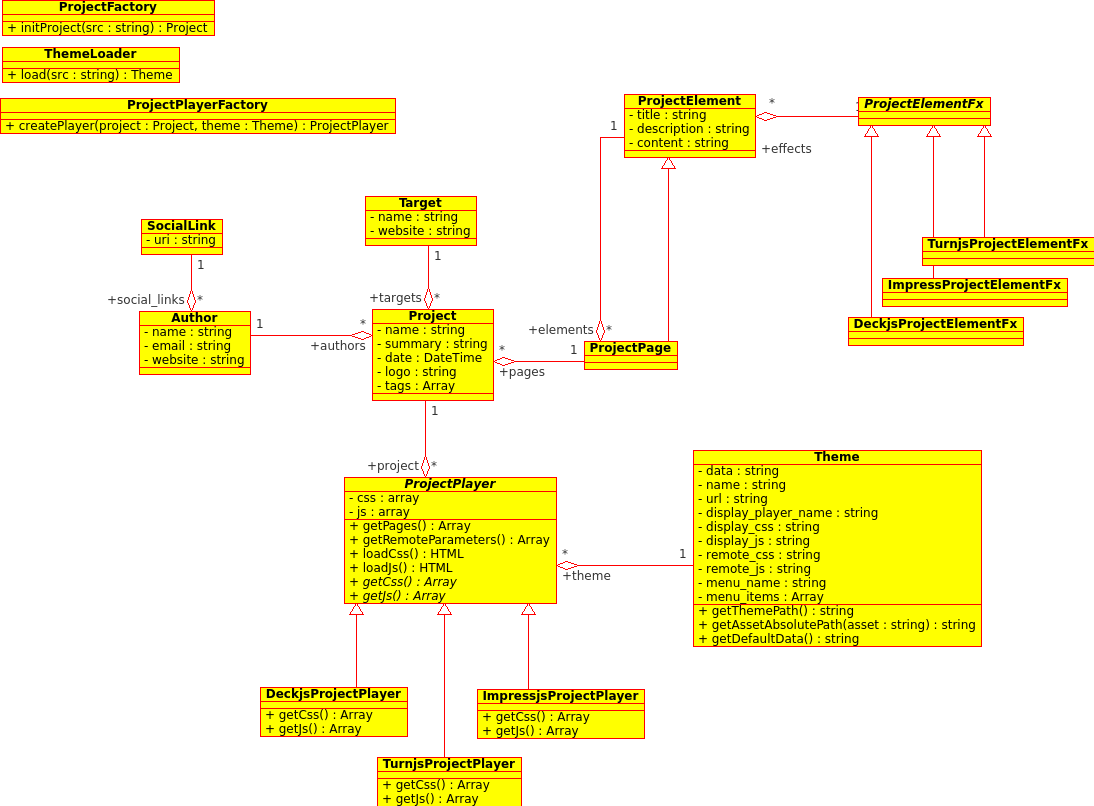 ProjectFactory
+ initProject(src : string) : Project
ThemeLoader
+ load(src : string) : Theme
ProjectPlayerFactory
+ createPlayer(project : Project, theme : Theme) : ProjectPlayer
ProjectElement
- title : string
- description : string
- content : string
*
+effects
ProjectElementFx
1
TurnjsProjectElementFx
ImpressProjectElementFx
DeckjsProjectElementFx
Target
- name : string
- website : string
1
+targets
*
SocialLink
- uri : string
1
+social_links
*
Author
- name : string
- email : string
- website : string
1
*
+authors
Project
- name : string
- summary : string
- date : DateTime
- logo : string
- tags : Array
*
+pages
1
+elements
*
ProjectPage
1
+project
*
ProjectPlayer
- css : array
- js : array
+ getPages() : Array
+ getRemoteParameters() : Array
+ loadCss() : HTML
+ loadJs() : HTML
+ getCss() : Array
+ getJs() : Array
*
+theme
1
Theme
- data : string
- name : string
- url : string
- display_player_name : string
- display_css : string
- display_js : string
- remote_css : string
- remote_js : string
- menu_name : string
- menu_items : Array
+ getThemePath() : string
+ getAssetAbsolutePath(asset : string) : string
+ getDefaultData() : string
DeckjsProjectPlayer
+ getCss() : Array
+ getJs() : Array
ImpressjsProjectPlayer
+ getCss() : Array
+ getJs() : Array
TurnjsProjectPlayer
+ getCss() : Array
+ getJs() : Array